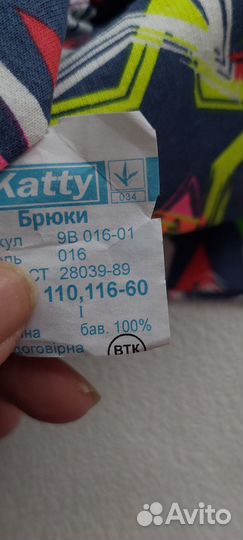 Katty
034
Брюки
кул 9В 016-01
ль 016
СТ 28039-89
110,116-60
I
на бав. 100%
оговірна ВТК
Avito